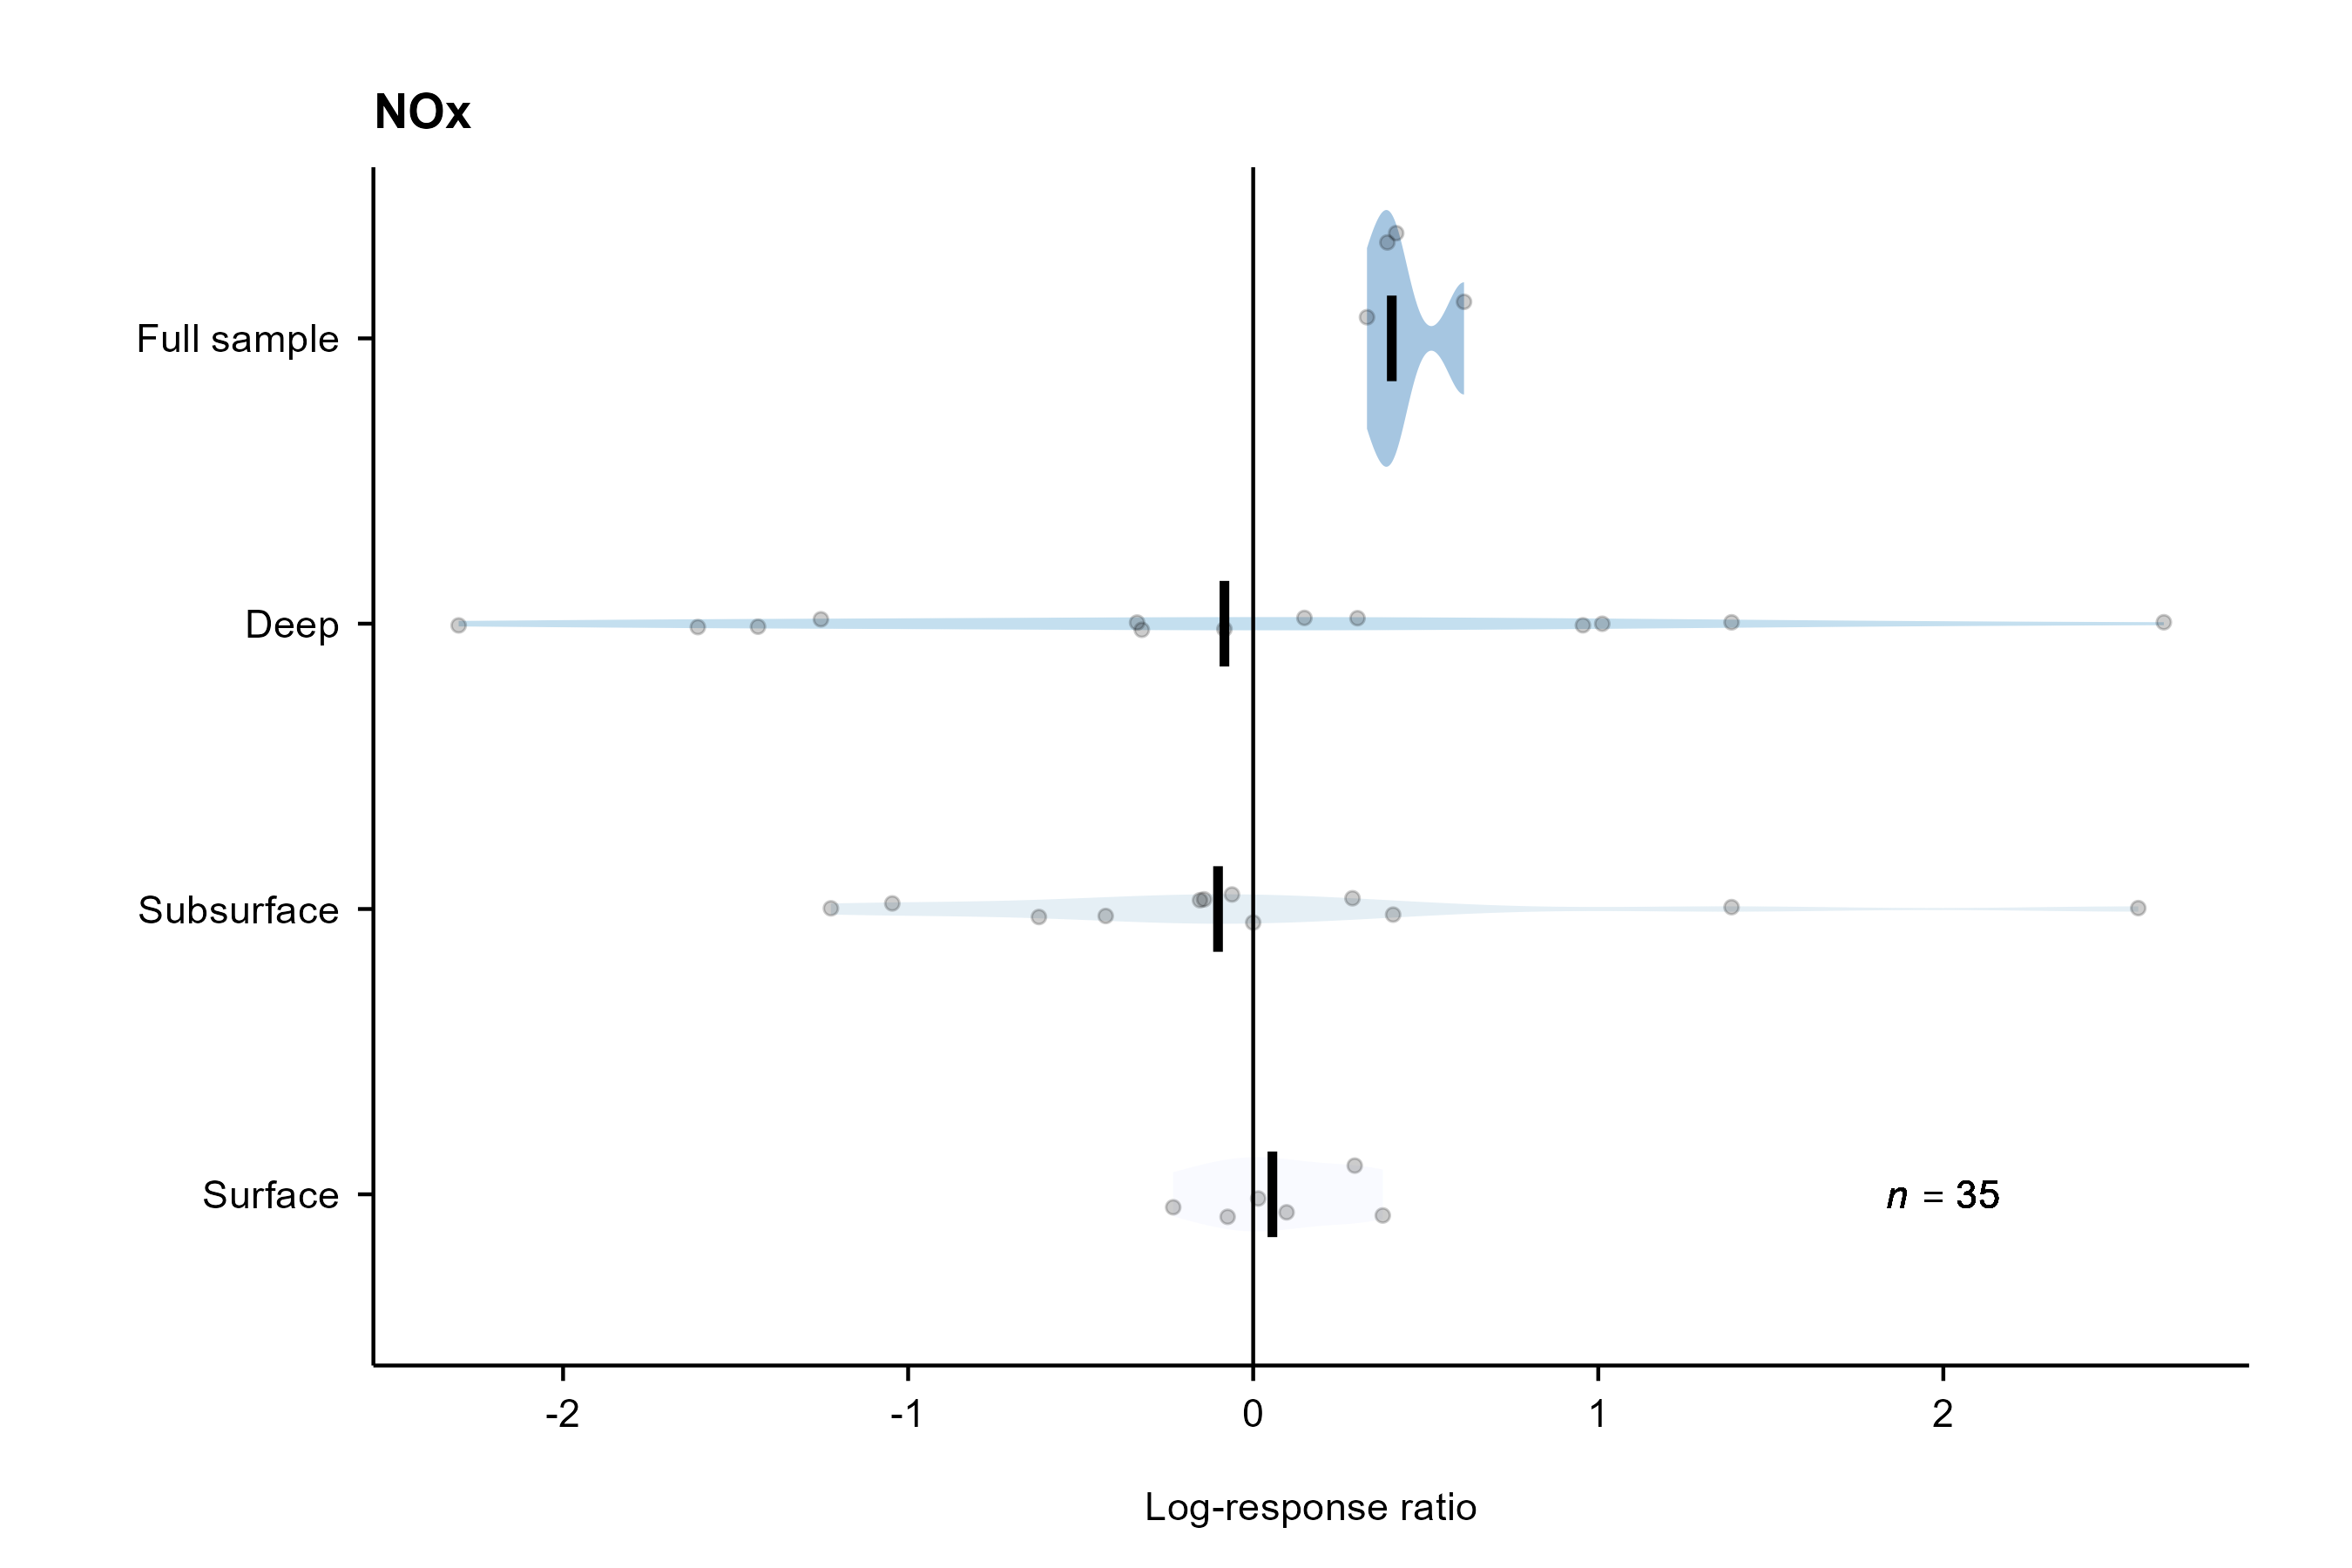 NOx
Full sample
Deep
Subsurface
Surface
n = 35
-2 -1 0 1 2
Log-response ratio